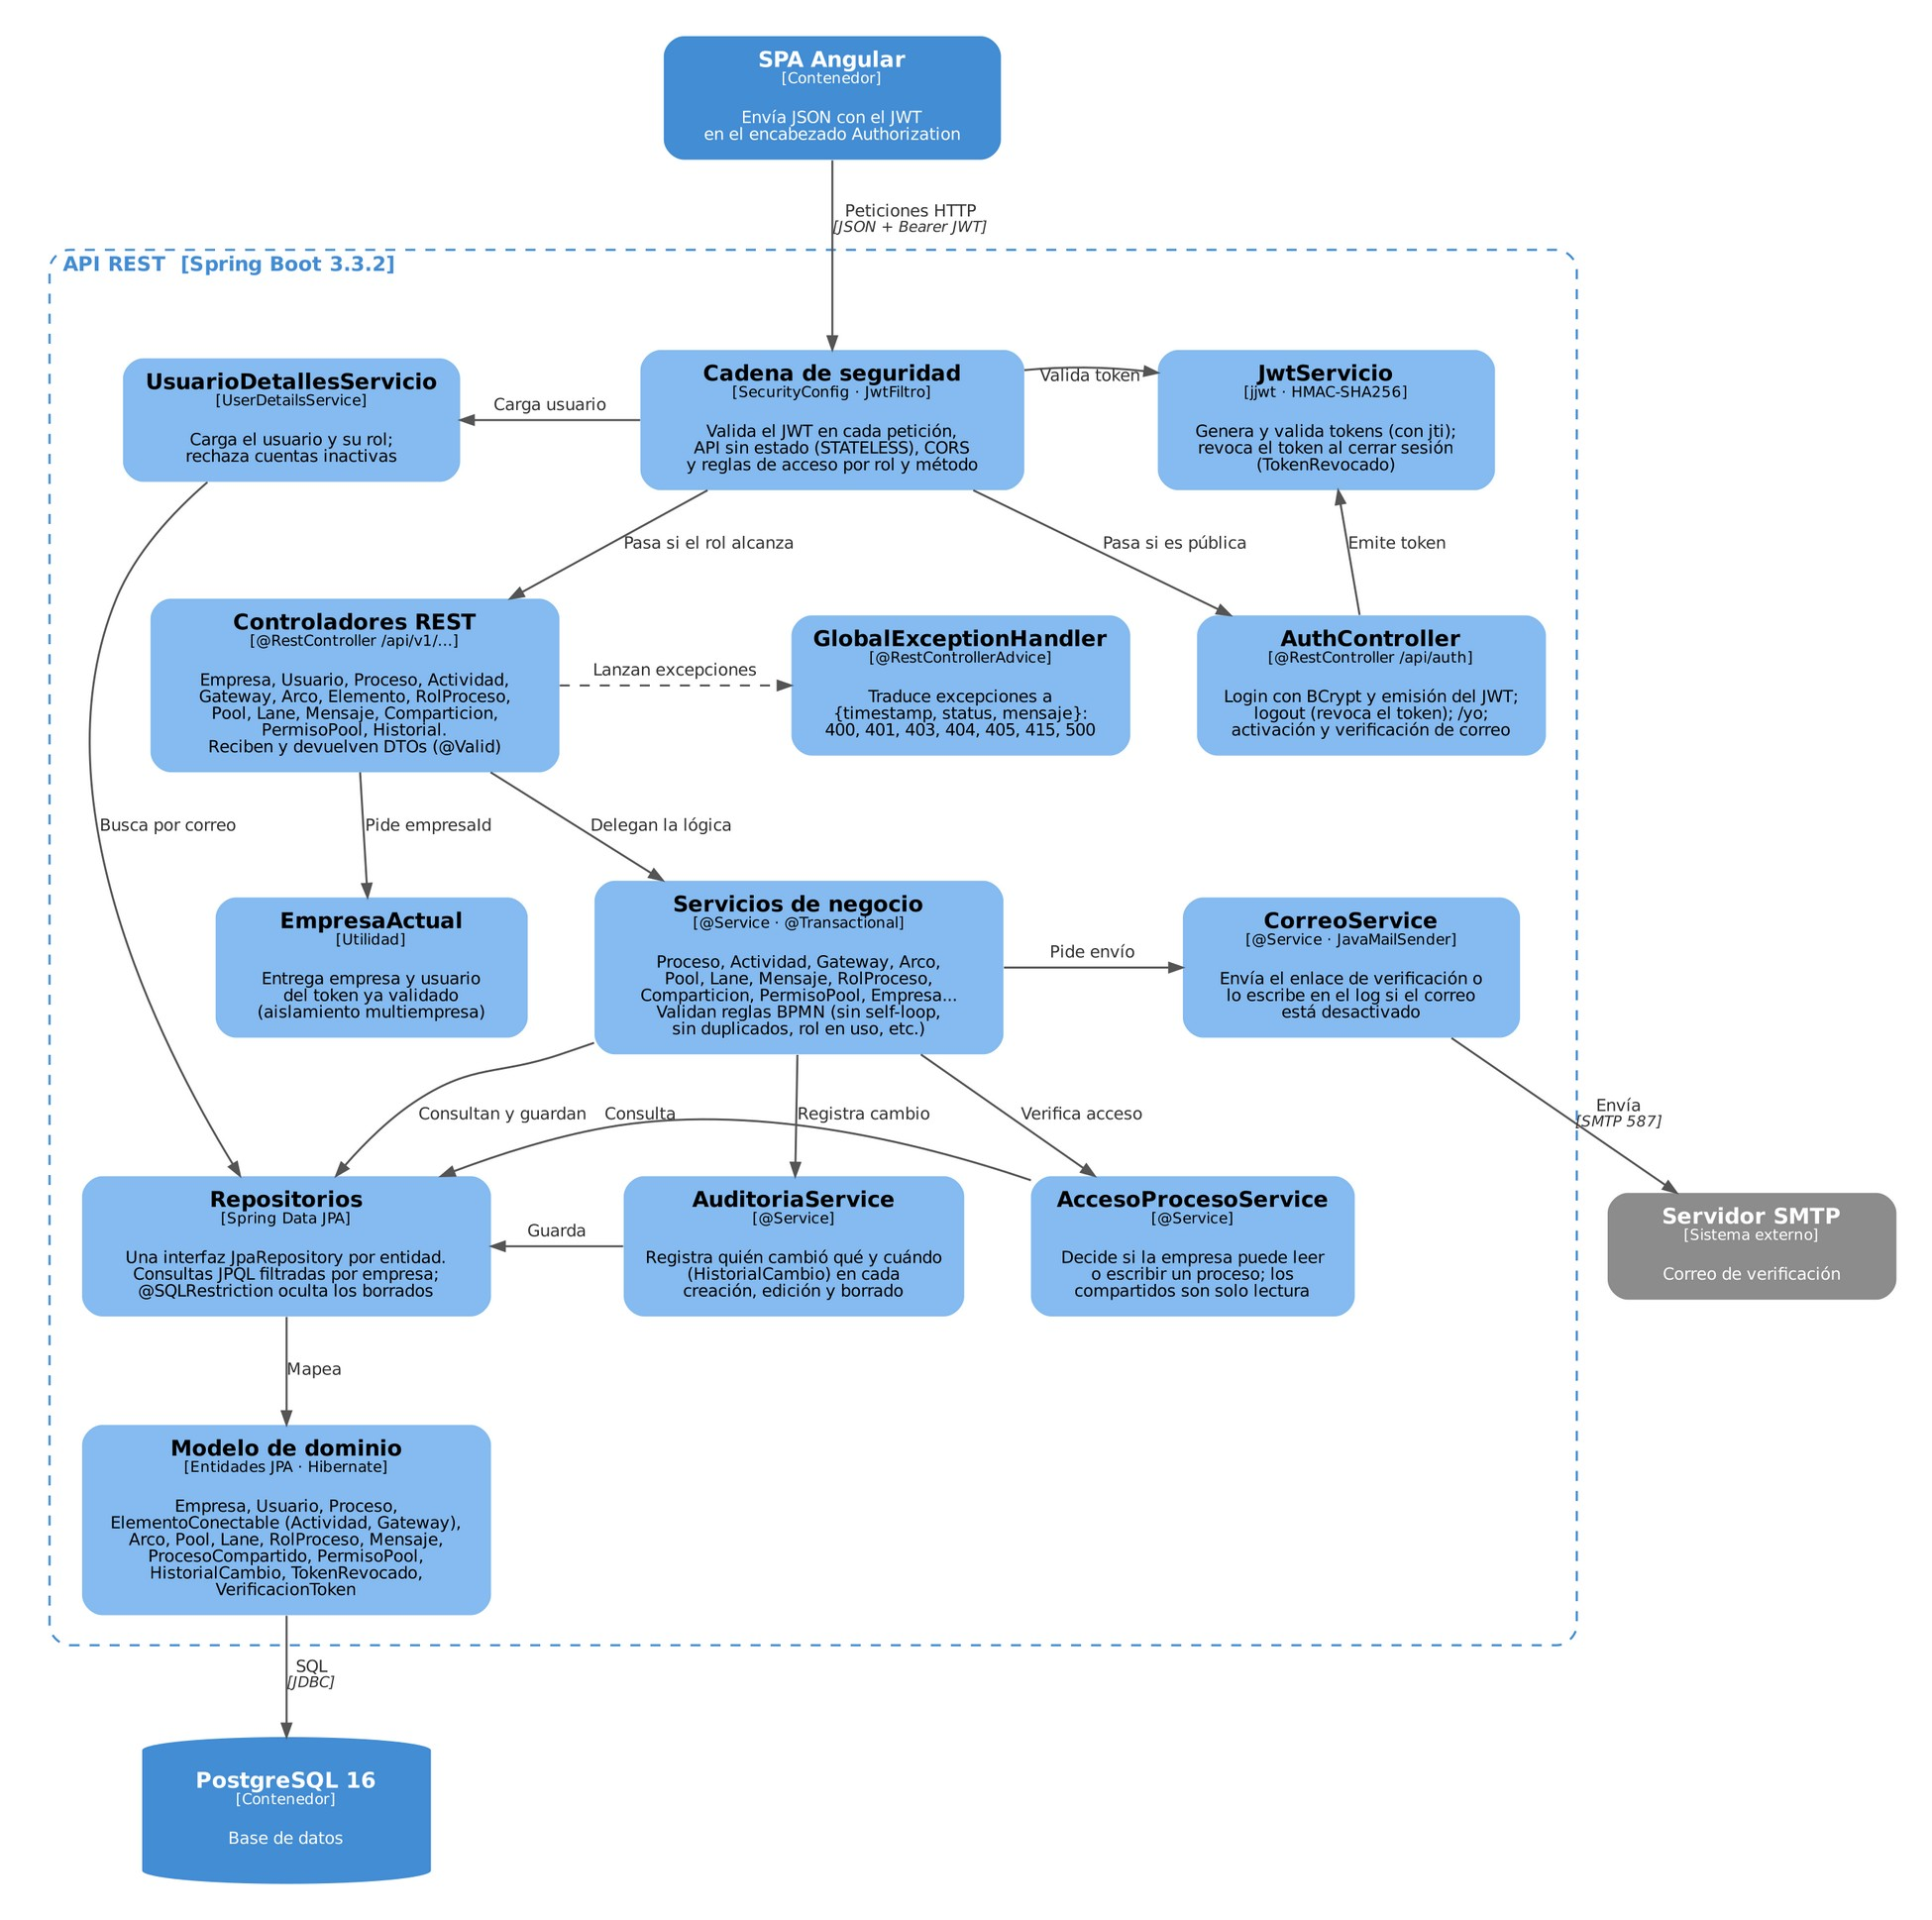 SPA Angular
[Contenedor]
Envía JSON con el JWT
en el encabezado Authorization
Peticiones HTTP
[JSON + Bearer JWT]
API REST  [Spring Boot 3.3.2]
UsuarioDetallesServicio
[UserDetailsService]
Carga el usuario y su rol;
rechaza cuentas inactivas
Carga usuario
Cadena de seguridad
[SecurityConfig · JwtFiltro]
Valida el JWT en cada petición,
API sin estado (STATELESS), CORS
y reglas de acceso por rol y método
Valida token
JwtServicio
[jjwt · HMAC-SHA256]
Genera y valida tokens (con jti);
revoca el token al cerrar sesión
(TokenRevocado)
Pasa si el rol alcanza
Pasa si es pública
Emite token
Controladores REST
[@RestController /api/v1/...]
Empresa, Usuario, Proceso, Actividad,
Gateway, Arco, Elemento, RolProceso,
Pool, Lane, Mensaje, Comparticion,
PermisoPool, Historial.
Reciben y devuelven DTOs (@Valid)
Lanzan excepciones
GlobalExceptionHandler
[@RestControllerAdvice]
Traduce excepciones a
{timestamp, status, mensaje}:
400, 401, 403, 404, 405, 415, 500
AuthController
[@RestController /api/auth]
Login con BCrypt y emisión del JWT;
logout (revoca el token); /yo;
activación y verificación de correo
Busca por correo
Pide empresaId
Delegan la lógica
EmpresaActual
[Utilidad]
Entrega empresa y usuario
del token ya validado
(aislamiento multiempresa)
Servicios de negocio
[@Service · @Transactional]
Proceso, Actividad, Gateway, Arco,
Pool, Lane, Mensaje, RolProceso,
Comparticion, PermisoPool, Empresa...
Validan reglas BPMN (sin self-loop,
sin duplicados, rol en uso, etc.)
Pide envío
CorreoService
[@Service · JavaMailSender]
Envía el enlace de verificación o
lo escribe en el log si el correo
está desactivado
Consultan y guardan
Consulta
Registra cambio
Verifica acceso
Envía
[SMTP 587]
Repositorios
[Spring Data JPA]
Una interfaz JpaRepository por entidad.
Consultas JPQL filtradas por empresa;
@SQLRestriction oculta los borrados
Guarda
AuditoriaService
[@Service]
Registra quién cambió qué y cuándo
(HistorialCambio) en cada
creación, edición y borrado
AccesoProcesoService
[@Service]
Decide si la empresa puede leer
o escribir un proceso; los
compartidos son solo lectura
Servidor SMTP
[Sistema externo]
Correo de verificación
Mapea
Modelo de dominio
[Entidades JPA · Hibernate]
Empresa, Usuario, Proceso,
ElementoConectable (Actividad, Gateway),
Arco, Pool, Lane, RolProceso, Mensaje,
ProcesoCompartido, PermisoPool,
HistorialCambio, TokenRevocado,
VerificacionToken
SQL
[JDBC]
PostgreSQL 16
[Contenedor]
Base de datos